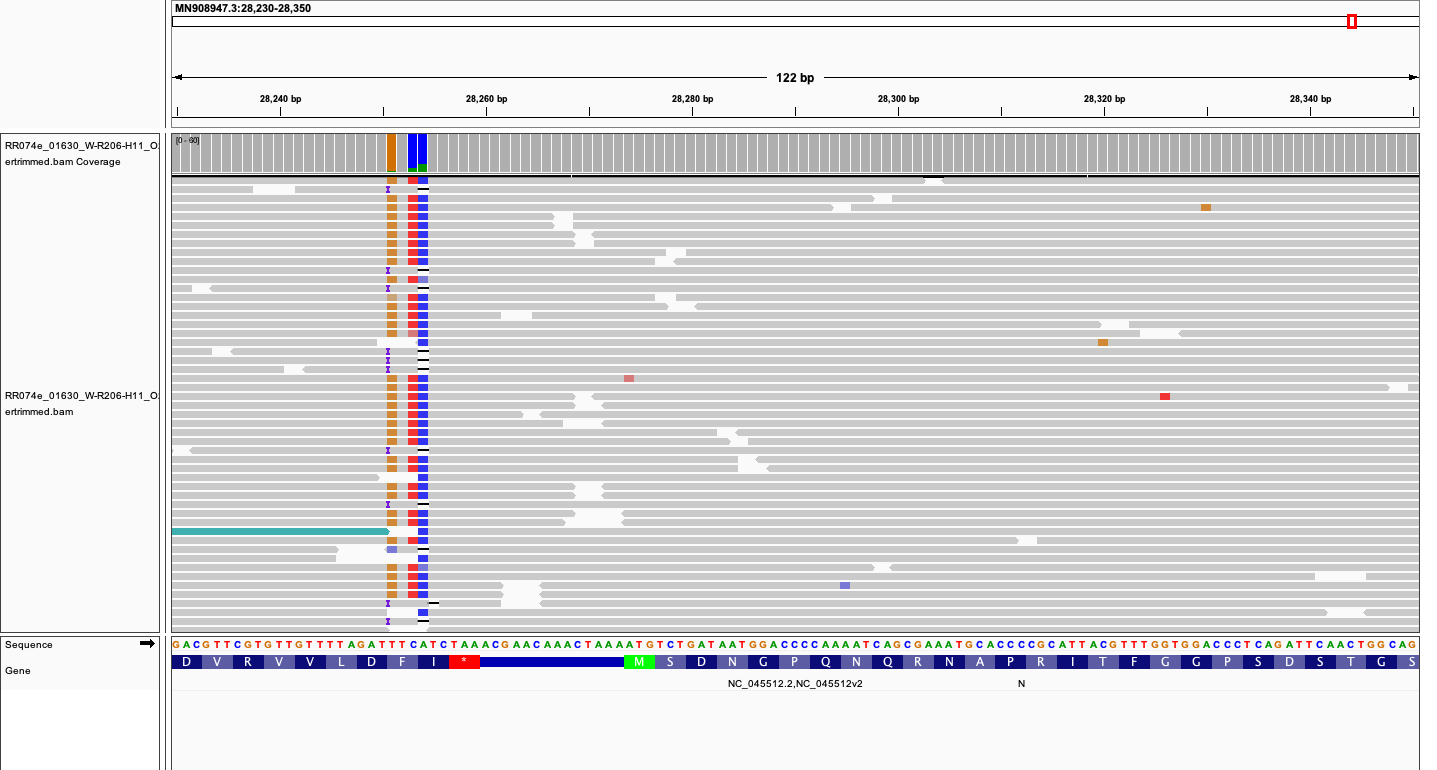 MN908947.3:28,230-28,350
122 bp
28,240 bp 28,260 bp 28,280 bp 28,300 bp 28,320 bp 28,340 bp
RR074e_01630_W-R206-H11_O
ertrimmed.bam Coverage
[0 - 60]
RR074e_01630_W-R206-H11_O
ertrimmed.bam
Sequence
GACGTTCGTGTTGTTTTAGATTTCATCTAAACGAACAAACTAAAATGTCTGATAATGGACCCCAAAATCAGCGAAATGCACCCCGCATTACGTTTGGTGGACCCTCAGATTCAACTGGCAG
Gene
D V R V V L D F I * M S D N G P Q N Q R N A P R I T F G G P S D S T G S
NC_045512.2,NC_045512v2 N